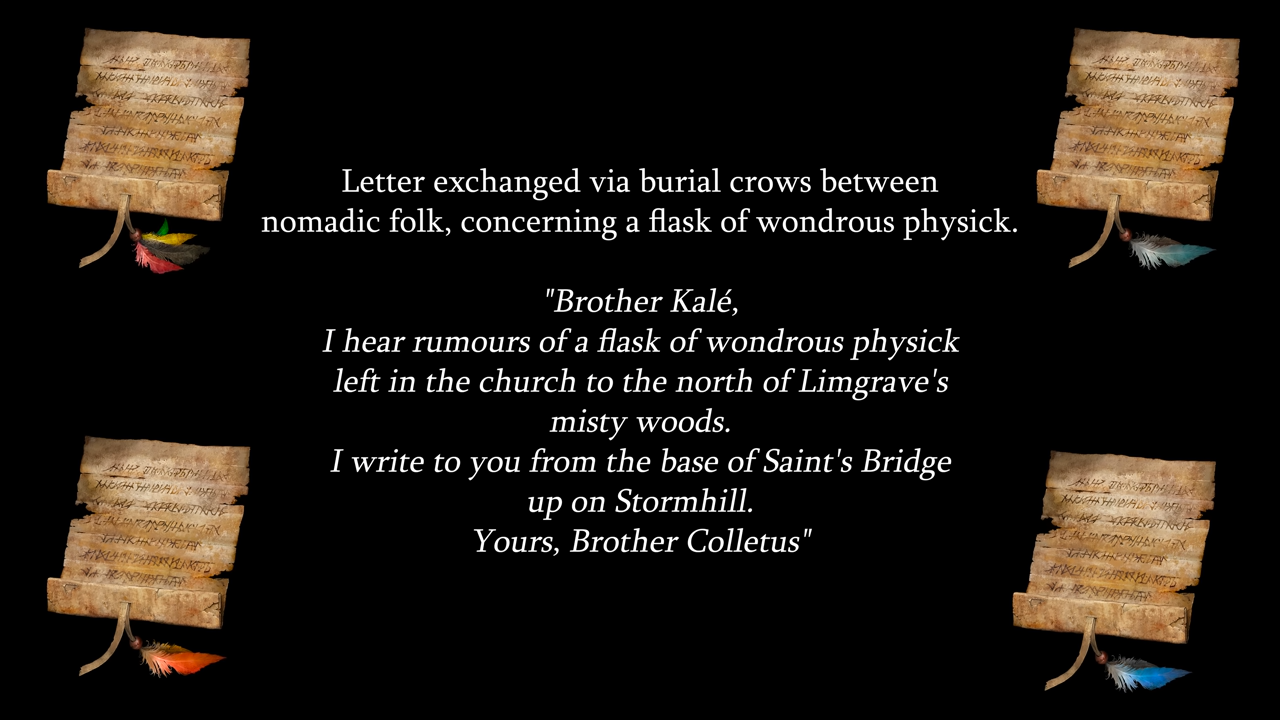 Letter exchanged via burial crows between
nomadic folk, concerning a flask of wondrous physick.
"Brother Kalé,
I hear rumours of a flask of wondrous physick
left in the church to the north of Limgrave's
misty woods.
I write to you from the base of Saint's Bridge
up on Stormhill.
Yours, Brother Colletus"